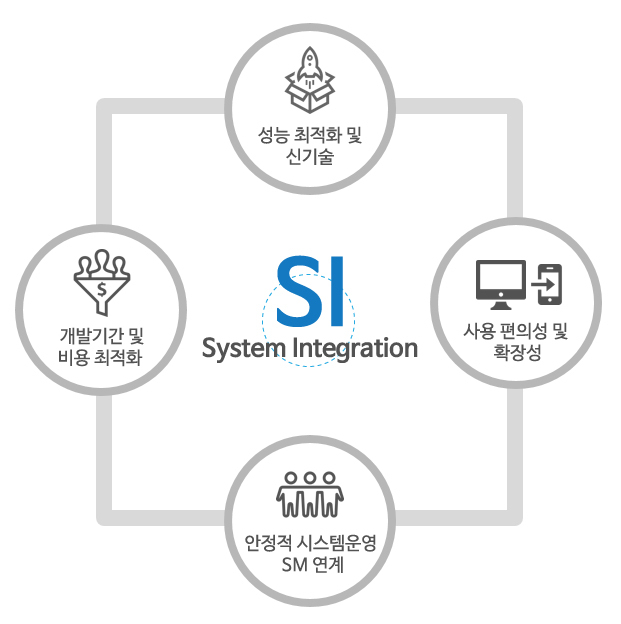 성능 최적화 및
신기술
개발기간 및
비용 최적화
$
SI
System Integration
사용 편의성 및
확장성
안정적 시스템운영
SM 연계